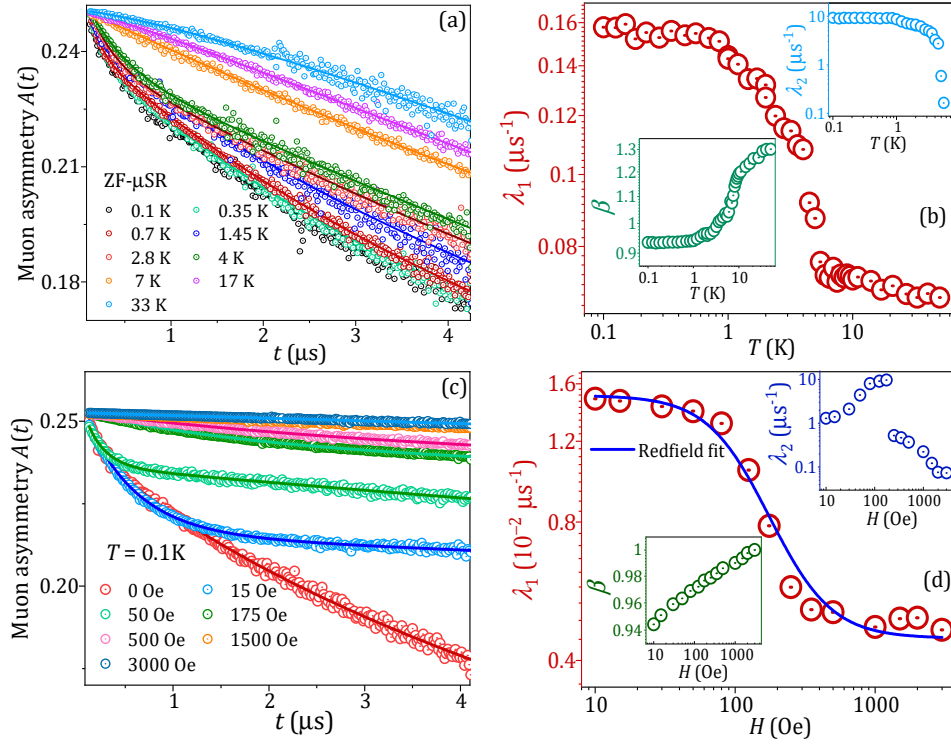 (a)
Muon asymmetry A(t)
0.24
0.21
0.18
ZF-μSR
0.1 K
0.35 K
0.7 K
1.45 K
2.8 K
4 K
7 K
17 K
33 K
1
2
3
4
t (μs)
(b)
λ₁ (μs⁻¹)
0.16
0.14
0.12
0.1
0.08
0.1
1
10
T (K)
λ₂ (μs⁻¹)
10
1
0.1
0.1
1
T (K)
β
1.3
1.2
1.1
1
0.9
0.1
1
10
T (K)
(c)
Muon asymmetry A(t)
0.25
0.20
T = 0.1K
0 Oe
15 Oe
50 Oe
175 Oe
500 Oe
1500 Oe
3000 Oe
1
2
3
4
t (μs)
(d)
λ₁ (10⁻² μs⁻¹)
1.6
1.2
0.8
0.4
Redfield fit
10
100
1000
H (Oe)
λ₂ (μs⁻¹)
10
1
0.1
10
100
1000
H (Oe)
β
1
0.98
0.96
0.94
10
100
1000
H (Oe)